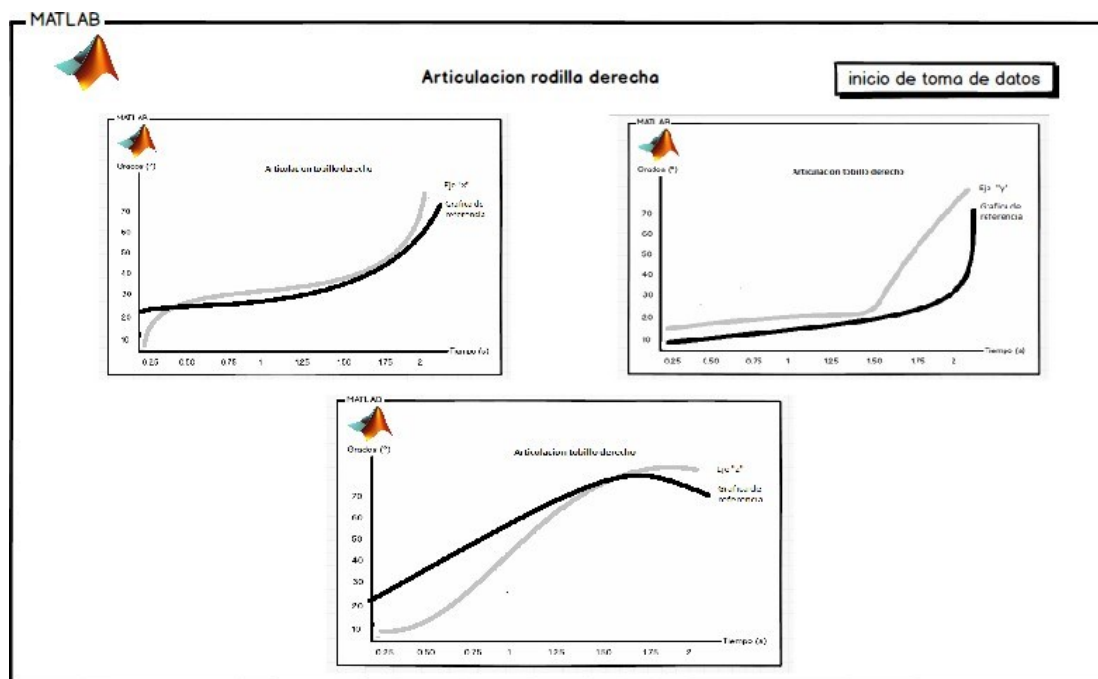 MATLAB
Articulacion rodilla derecha
inicio de toma de datos
MATLAB
Grados (°)
Articulacion tobillo derecho
Eje "x"
Grafica de
referencia
70
60
50
40
30
20
10
0.25 0.50 0.75 1 1.25 1.50 1.75 2
Tiempo (s)
MATLAB
Grados (°)
Articulacion tobillo derecho
Eje "y"
Grafica de
referencia
70
60
50
40
30
20
10
0.25 0.50 0.75 1 1.25 1.50 1.75 2
Tiempo (s)
MATLAB
Grados (°)
Articulacion tobillo derecho
Eje "z"
Grafica de
referencia
70
60
50
40
30
20
10
0.25 0.50 0.75 1 1.25 1.50 1.75 2
Tiempo (s)